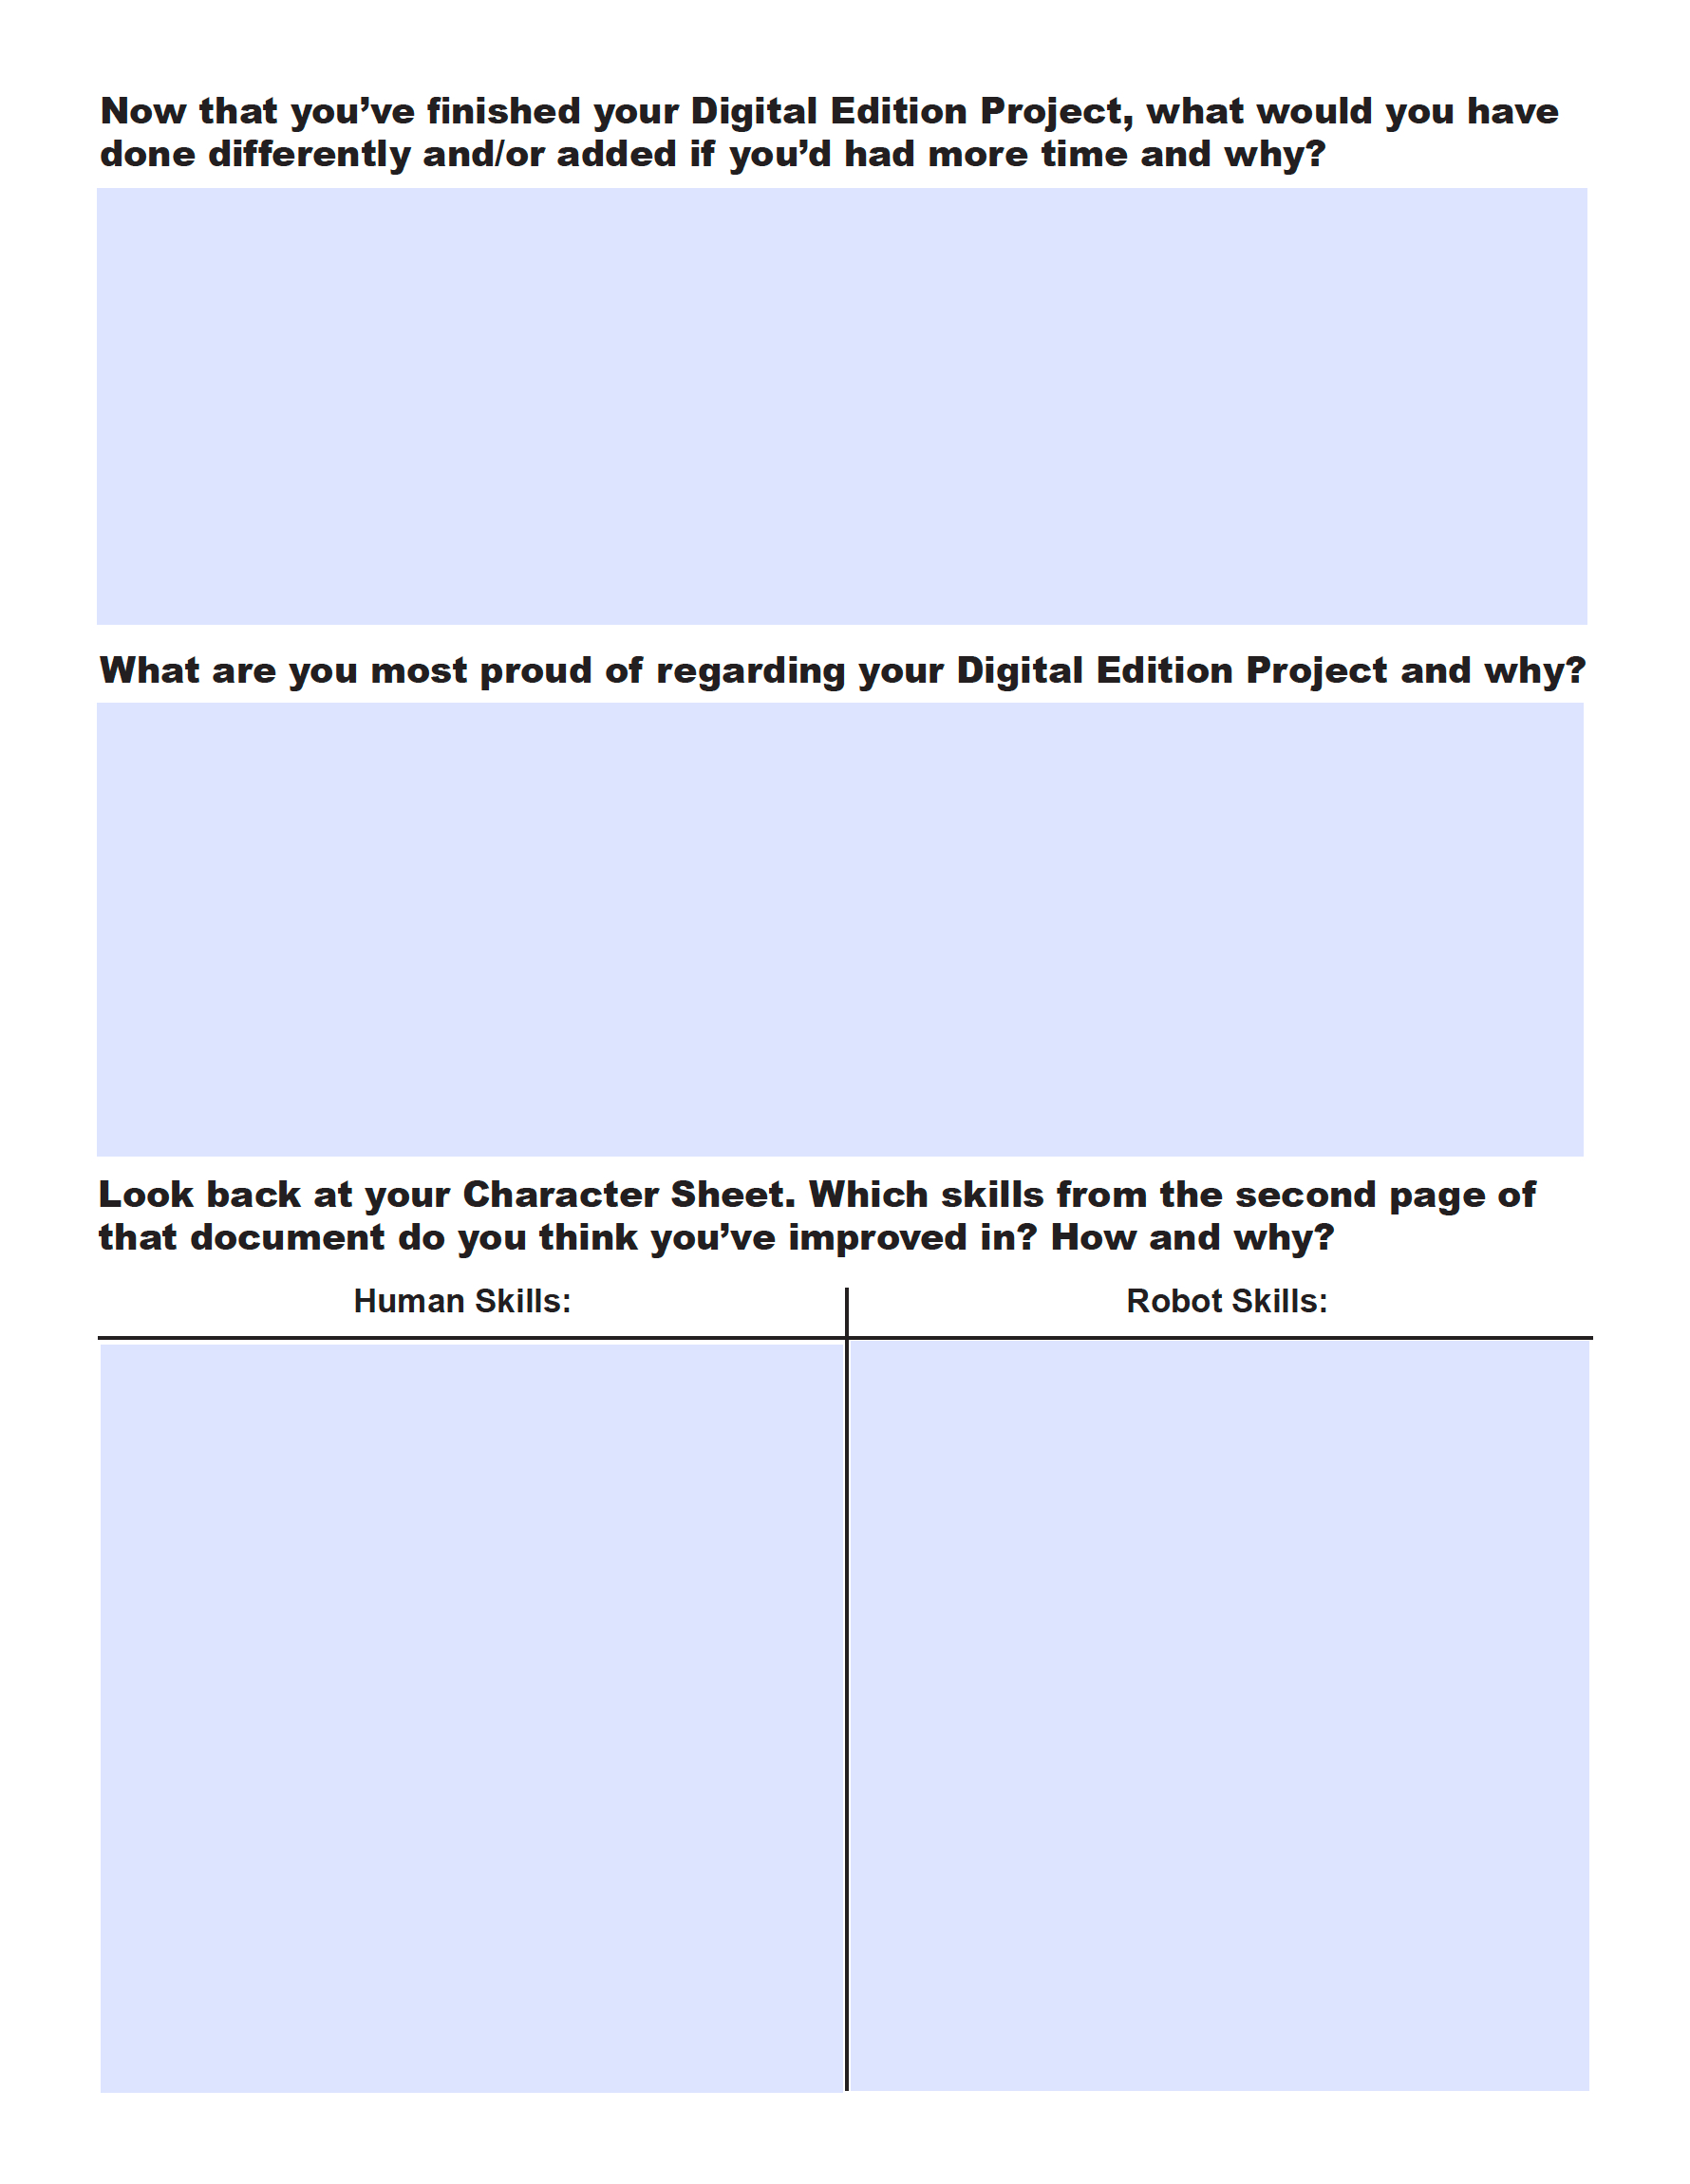 Now that you’ve finished your Digital Edition Project, what would you have
done differently and/or added if you’d had more time and why?
What are you most proud of regarding your Digital Edition Project and why?
Look back at your Character Sheet. Which skills from the second page of
that document do you think you’ve improved in? How and why?
Human Skills:
Robot Skills: